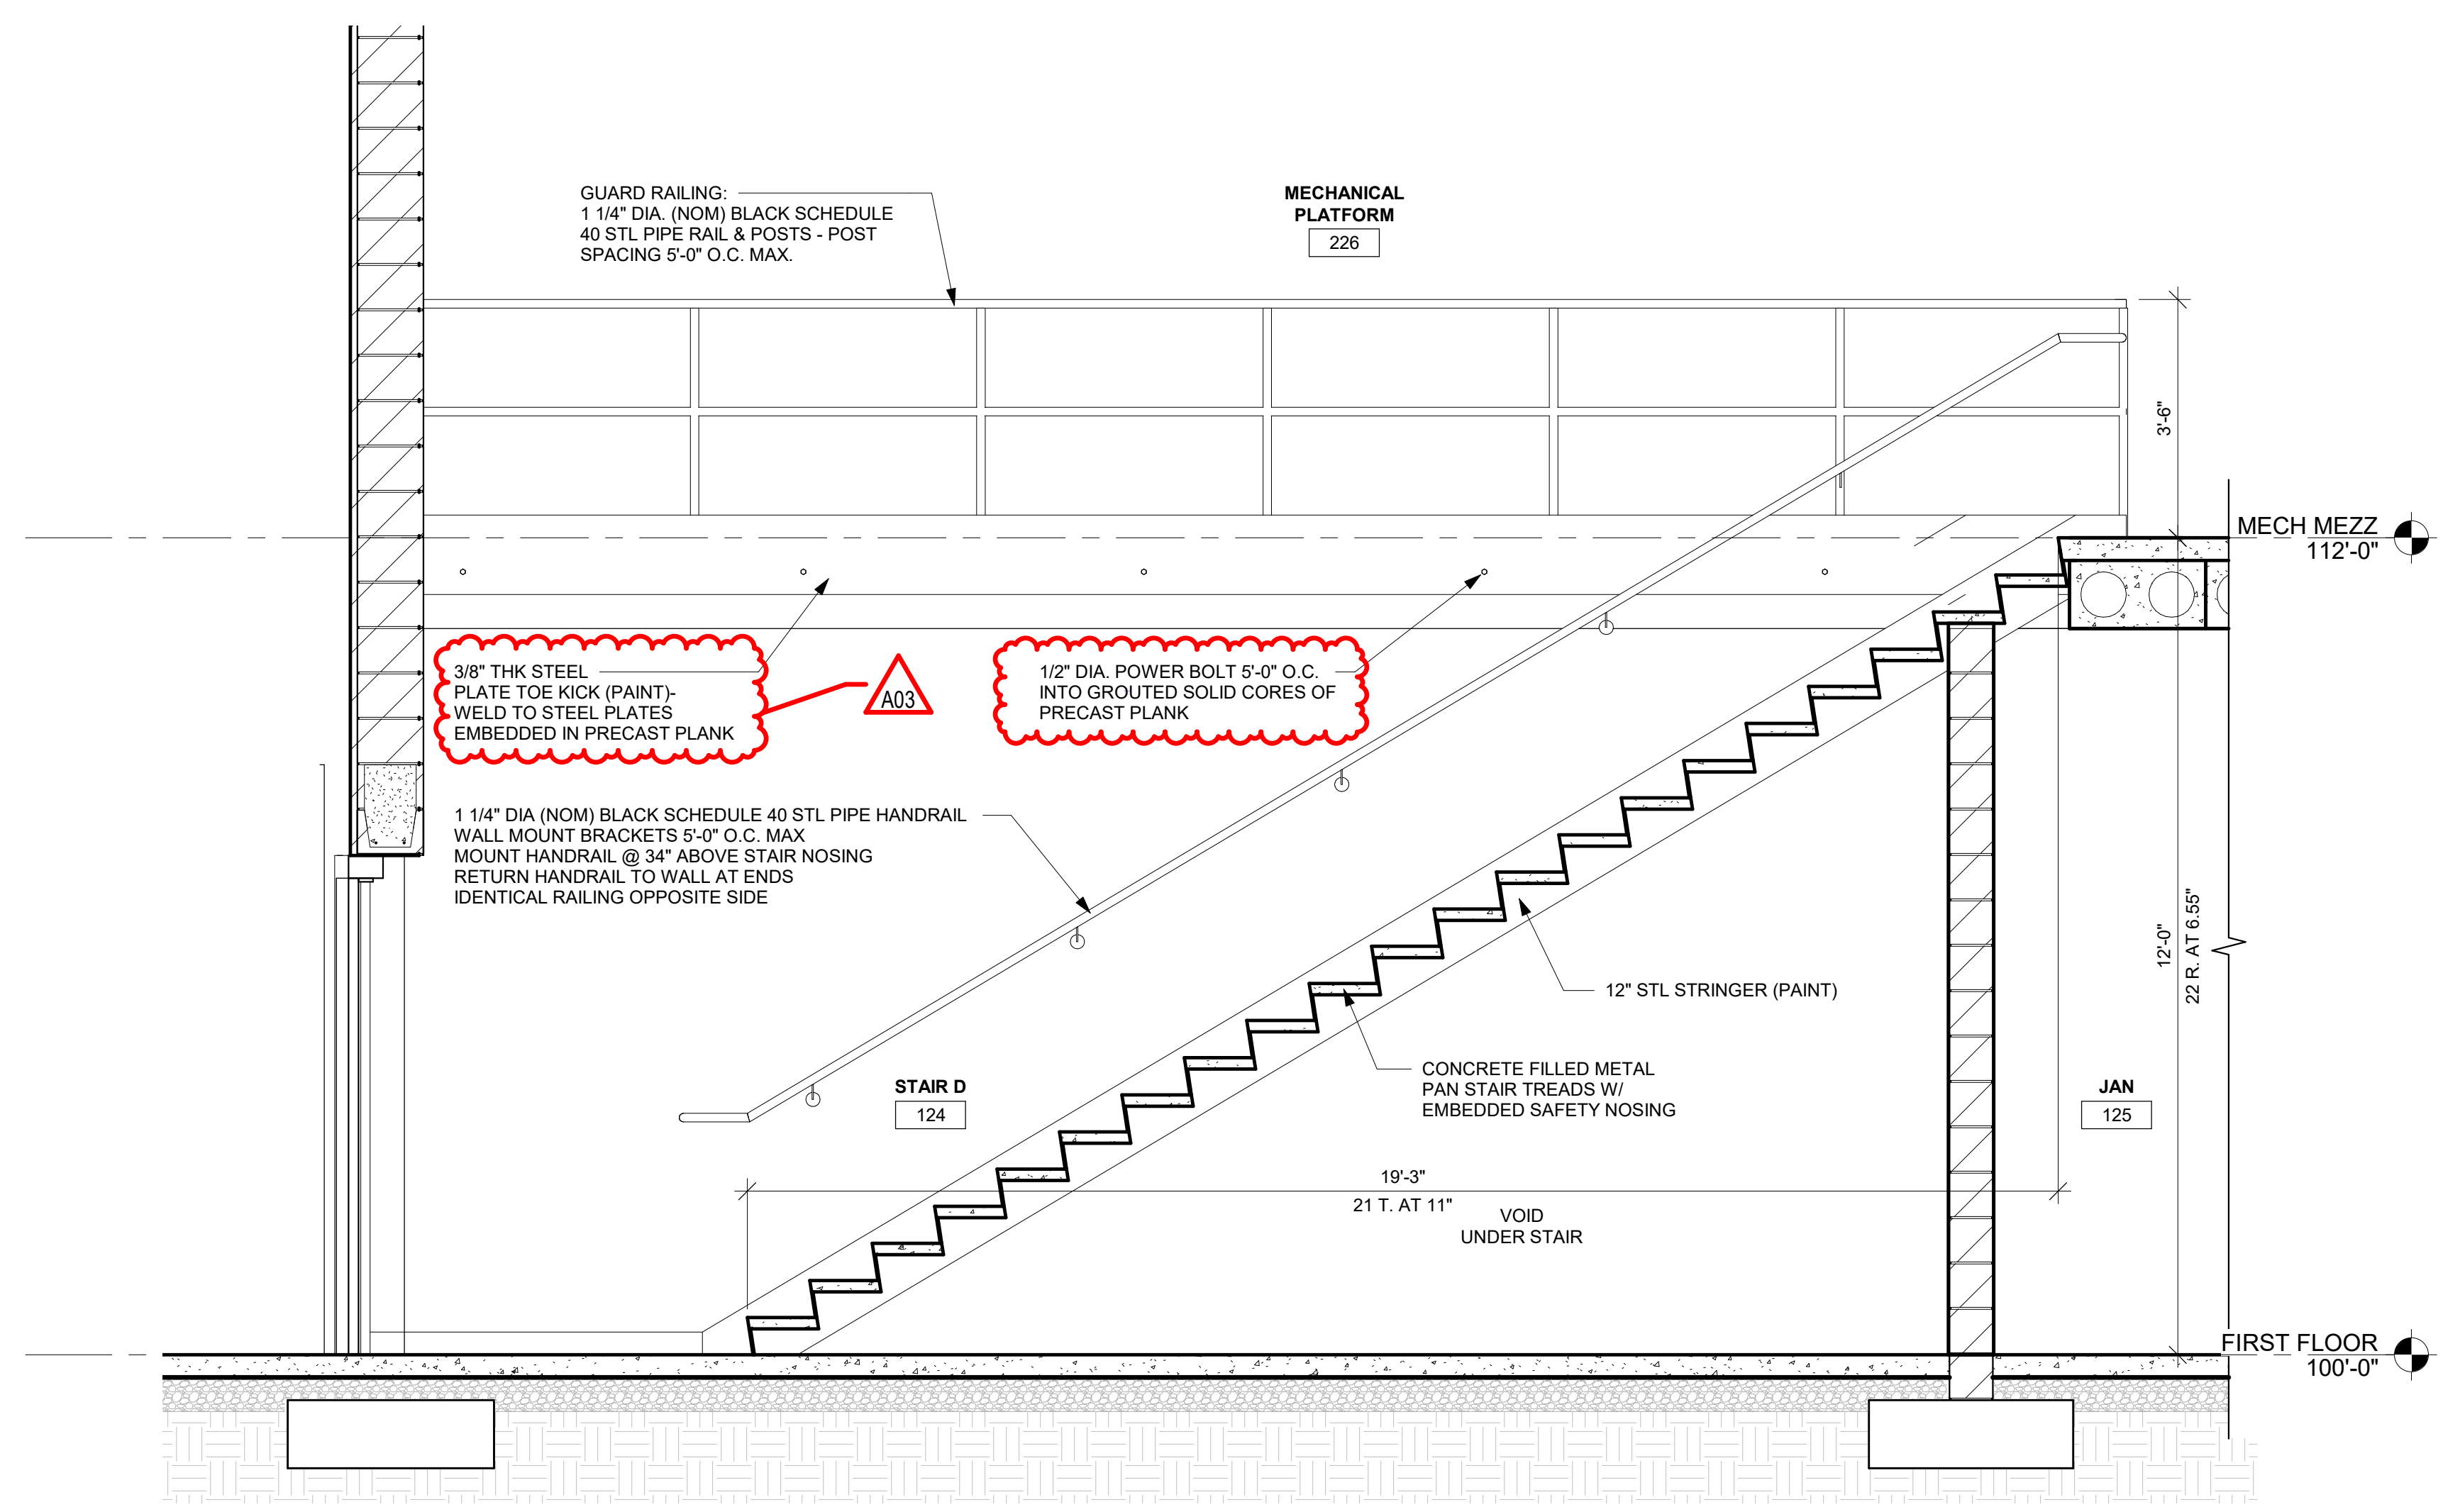 GUARD RAILING:
1 1/4" DIA. (NOM) BLACK SCHEDULE
40 STL PIPE RAIL & POSTS - POST
SPACING 5'-0" O.C. MAX.
MECHANICAL
PLATFORM
226
3'-6"
MECH MEZZ
112'-0"
3/8" THK STEEL
PLATE TOE KICK (PAINT)-
WELD TO STEEL PLATES
EMBEDDED IN PRECAST PLANK
A03
1/2" DIA. POWER BOLT 5'-0" O.C.
INTO GROUTED SOLID CORES OF
PRECAST PLANK
1 1/4" DIA (NOM) BLACK SCHEDULE 40 STL PIPE HANDRAIL
WALL MOUNT BRACKETS 5'-0" O.C. MAX
MOUNT HANDRAIL @ 34" ABOVE STAIR NOSING
RETURN HANDRAIL TO WALL AT ENDS
IDENTICAL RAILING OPPOSITE SIDE
12'-0"
22 R. AT 6.55"
12" STL STRINGER (PAINT)
CONCRETE FILLED METAL
PAN STAIR TREADS W/
EMBEDDED SAFETY NOSING
STAIR D
124
JAN
125
19'-3"
21 T. AT 11"
VOID
UNDER STAIR
FIRST FLOOR
100'-0"